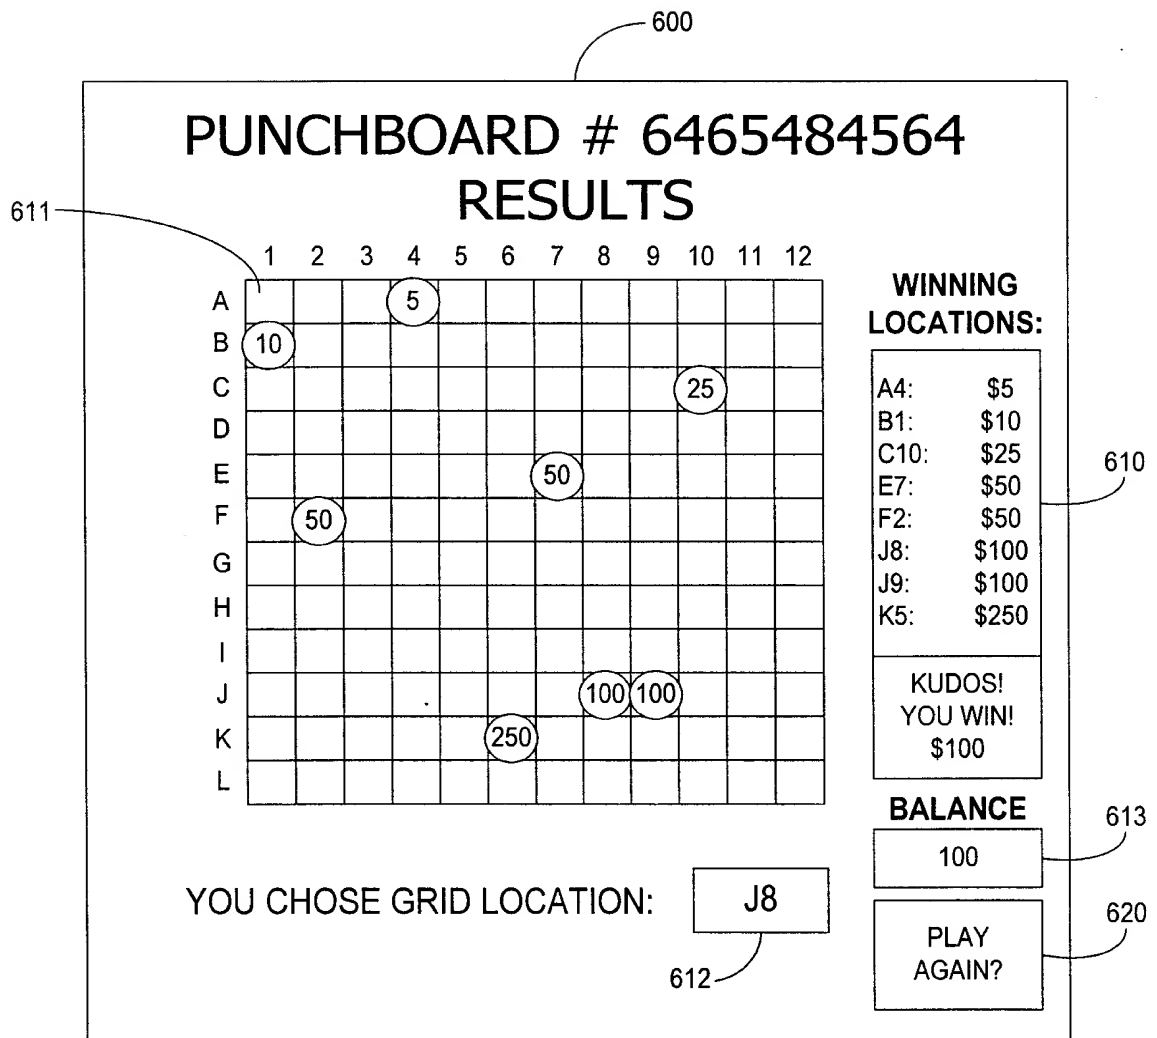 600
PUNCHBOARD # 6465484564
RESULTS
611
1 2 3 4 5 6 7 8 9 10 11 12
A 5
B 10
C 25
D
E 50
F 50
G
H
I
J 100 100
K 250
L
WINNING
LOCATIONS:
A4: $5
B1: $10
C10: $25
E7: $50
F2: $50
J8: $100
J9: $100
K5: $250
610
KUDOS!
YOU WIN!
$100
BALANCE
100
613
YOU CHOSE GRID LOCATION: J8
612
PLAY
AGAIN?
620